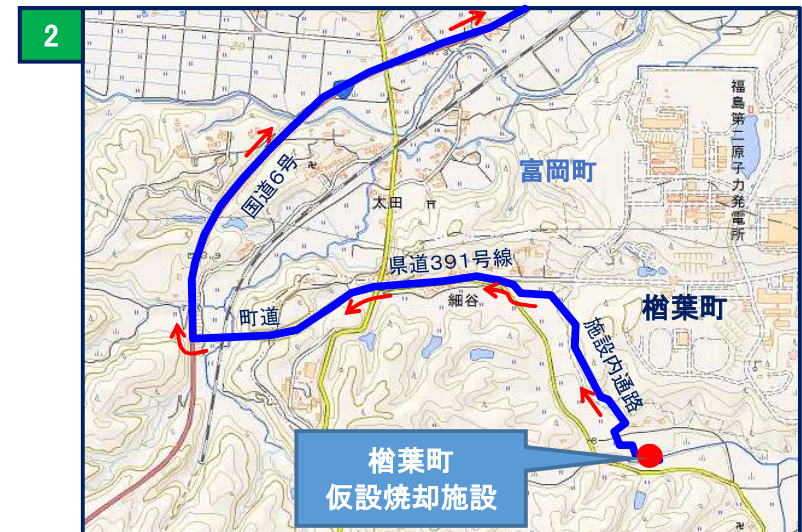 2
福島第二原子力発電所
富岡町
国道6号
太田
県道391号線
細谷
町道
楢葉町
施設内通路
楢葉町
仮設焼却施設